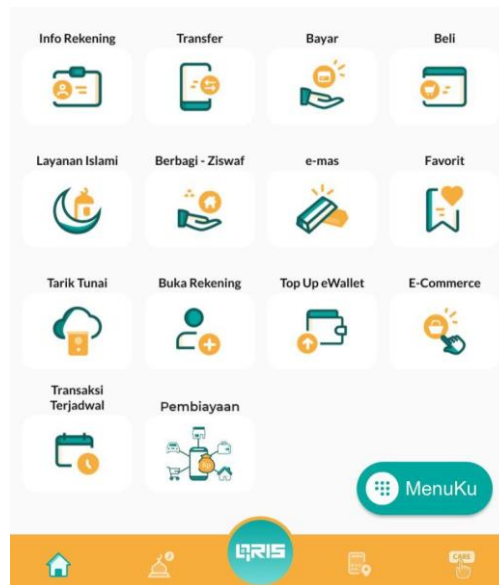 Info Rekening
Transfer
Bayar
Beli
Layanan Islami
Berbagi - Ziswaf
e-mas
Favorit
Tarik Tunai
Buka Rekening
Top Up eWallet
E-Commerce
Transaksi
Terjadwal
Pembiayaan
MenuKu
QRIS
CARE